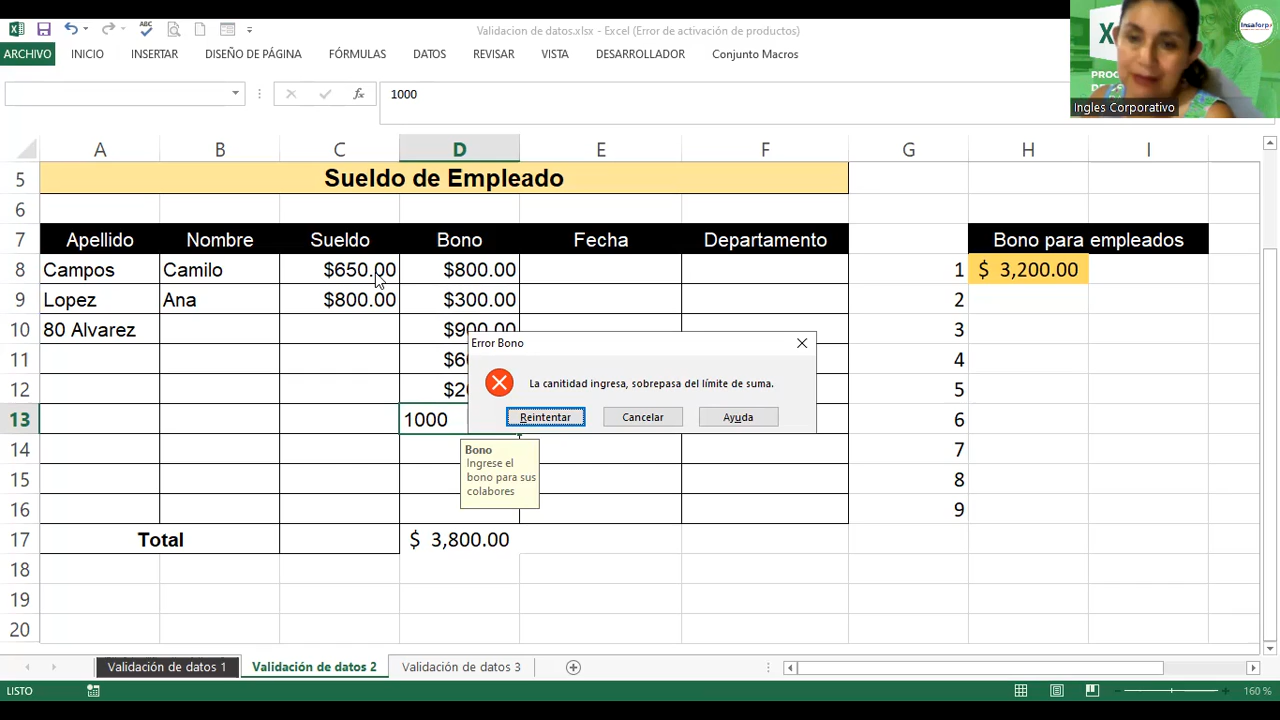 Validacion de datos.xlsx - Excel (Error de activación de productos)
ARCHIVO INICIO INSERTAR DISEÑO DE PÁGINA FÓRMULAS DATOS REVISAR VISTA DESARROLLADOR Conjunto Macros
Insaforp
Ingles Corporativo
fx 1000
A B C D E F G H I
5 Sueldo de Empleado
6
7 Apellido Nombre Sueldo Bono Fecha Departamento Bono para empleados
8 Campos Camilo $650.00 $800.00 1 $ 3,200.00
9 Lopez Ana $800.00 $300.00 2
10 80 Alvarez $900.00 3
11 4
12 5
13 1000 6
14 7
15 8
16 9
17 Total $ 3,800.00
18
19
20
Error Bono
La canitidad ingresa, sobrepasa del límite de suma.
Reintentar Cancelar Ayuda
Bono
Ingrese el
bono para sus
colabores
Validación de datos 1 Validación de datos 2 Validación de datos 3
LISTO 160 %